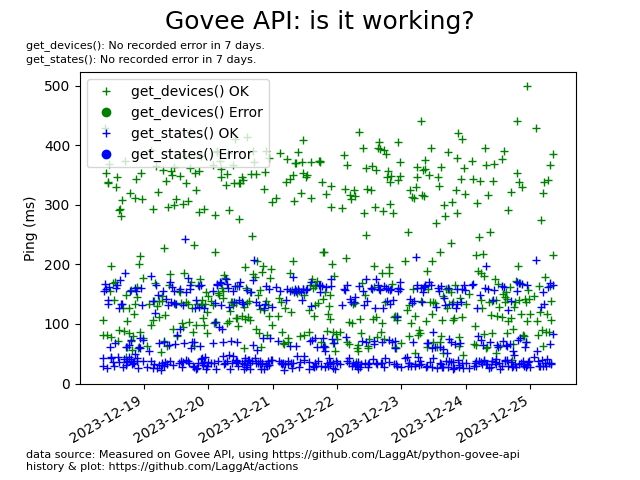 Govee API: is it working?
get_devices(): No recorded error in 7 days.
get_states(): No recorded error in 7 days.
get_devices() OK
get_devices() Error
get_states() OK
get_states() Error
Ping (ms)
500
400
300
200
100
0
2023-12-19
2023-12-20
2023-12-21
2023-12-22
2023-12-23
2023-12-24
2023-12-25
data source: Measured on Govee API, using https://github.com/LaggAt/python-govee-api
history & plot: https://github.com/LaggAt/actions